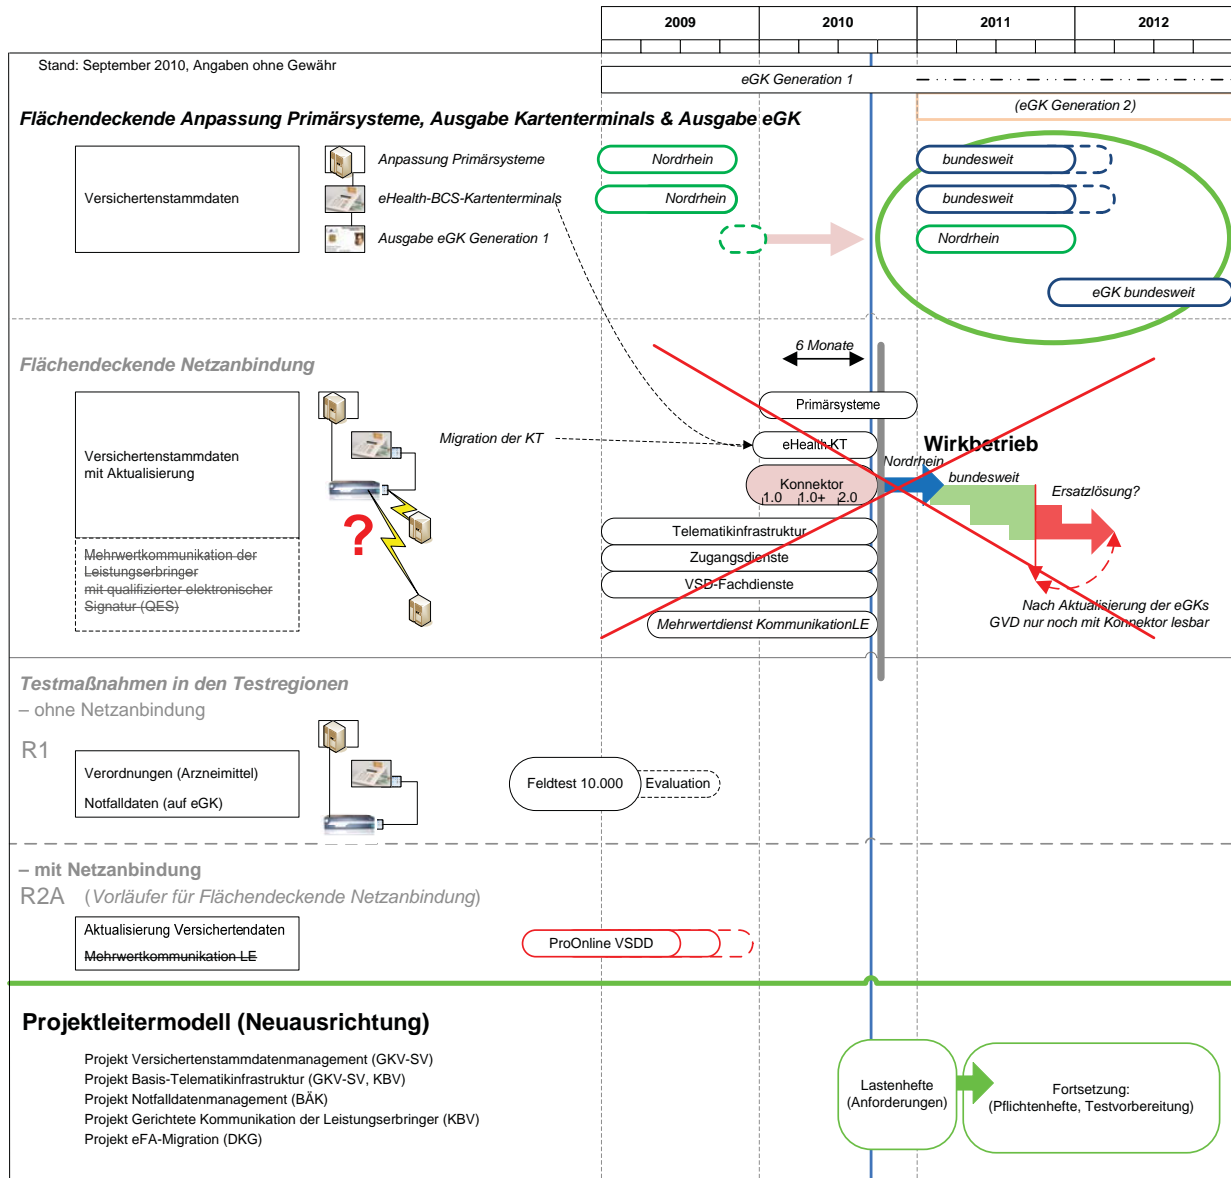 2009 2010 2011 2012
Stand: September 2010, Angaben ohne Gewähr
eGK Generation 1
(eGK Generation 2)
Flächendeckende Anpassung Primärsysteme, Ausgabe Kartenterminals & Ausgabe eGK
Versichertenstammdaten
Anpassung Primärsysteme
Nordrhein
bundesweit
eHealth-BCS-Kartenterminals
Nordrhein
bundesweit
Ausgabe eGK Generation 1
Nordrhein
eGK bundesweit
Flächendeckende Netzanbindung
6 Monate
Versichertenstammdaten
mit Aktualisierung
Mehrwertkommunikation der
Leistungserbringer
mit qualifizierter elektronischer
Signatur (QES)
?
Migration der KT
Primärsysteme
eHealth-KT
Konnektor
1.0 1.0+ 2.0
Telematikinfrastruktur
Zugangsdienste
VSD-Fachdienste
Mehrwertdienst KommunikationLE
Wirkbetrieb
Nordrhein
bundesweit
Ersatzlösung?
Nach Aktualisierung der eGKs
GVD nur noch mit Konnektor lesbar
Testmaßnahmen in den Testregionen
– ohne Netzanbindung
R1
Verordnungen (Arzneimittel)
Notfalldaten (auf eGK)
Feldtest 10.000
Evaluation
– mit Netzanbindung
R2A (Vorläufer für Flächendeckende Netzanbindung)
Aktualisierung Versichertendaten
Mehrwertkommunikation LE
ProOnline VSDD
Projektleitermodell (Neuausrichtung)
Projekt Versichertenstammdatenmanagement (GKV-SV)
Projekt Basis-Telematikinfrastruktur (GKV-SV, KBV)
Projekt Notfalldatenmanagement (BÄK)
Projekt Gerichtete Kommunikation der Leistungserbringer (KBV)
Projekt eFA-Migration (DKG)
Lastenhefte
(Anforderungen)
Fortsetzung:
(Pflichtenhefte, Testvorbereitung)